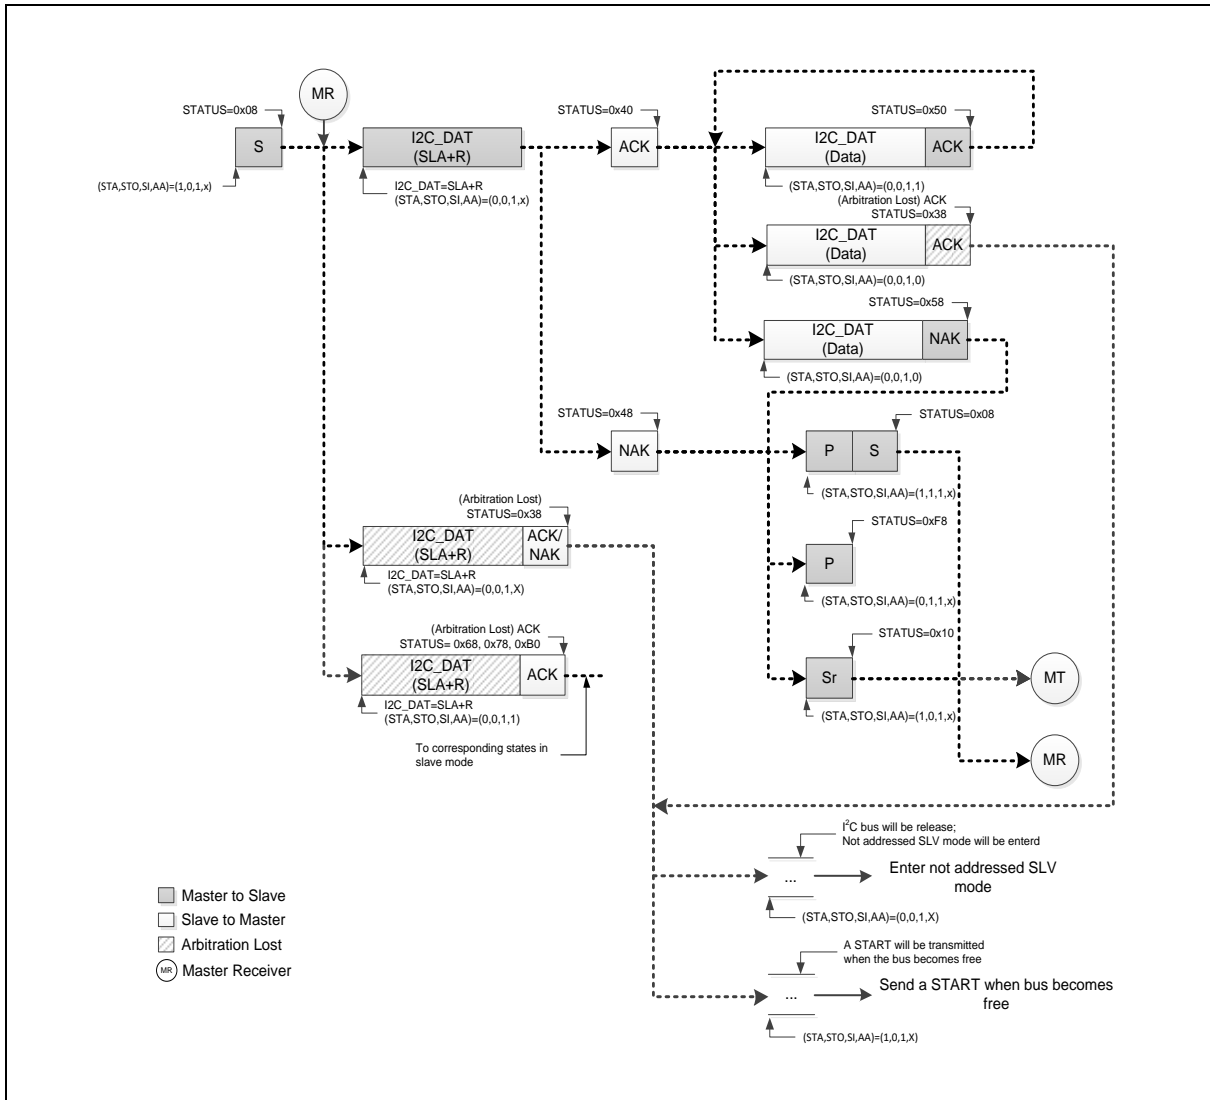 MR
STATUS=0x08
STATUS=0x40
STATUS=0x50
S
I2C_DAT
(SLA+R)
ACK
I2C_DAT
(Data)
ACK
(STA,STO,SI,AA)=(1,0,1,x)
I2C_DAT=SLA+R
(STA,STO,SI,AA)=(0,0,1,x)
(STA,STO,SI,AA)=(0,0,1,1)
(Arbitration Lost) ACK
STATUS=0x38
I2C_DAT
(Data)
ACK
(STA,STO,SI,AA)=(0,0,1,0)
STATUS=0x58
I2C_DAT
(Data)
NAK
(STA,STO,SI,AA)=(0,0,1,0)
STATUS=0x48
STATUS=0x08
NAK
P
S
(STA,STO,SI,AA)=(1,1,1,x)
(Arbitration Lost)
STATUS=0x38
STATUS=0xF8
I2C_DAT
(SLA+R)
ACK/
NAK
P
I2C_DAT=SLA+R
(STA,STO,SI,AA)=(0,0,1,X)
(STA,STO,SI,AA)=(0,1,1,x)
(Arbitration Lost) ACK
STATUS= 0x68, 0x78, 0xB0
STATUS=0x10
I2C_DAT
(SLA+R)
ACK
Sr
MT
I2C_DAT=SLA+R
(STA,STO,SI,AA)=(0,0,1,1)
(STA,STO,SI,AA)=(1,0,1,x)
To corresponding states in
slave mode
MR
I2C bus will be release;
Not addressed SLV mode will be enterd
...
Enter not addressed SLV
mode
(STA,STO,SI,AA)=(0,0,1,X)
Master to Slave
Slave to Master
Arbitration Lost
MR Master Receiver
A START will be transmitted
when the bus becomes free
...
Send a START when bus becomes
free
(STA,STO,SI,AA)=(1,0,1,X)